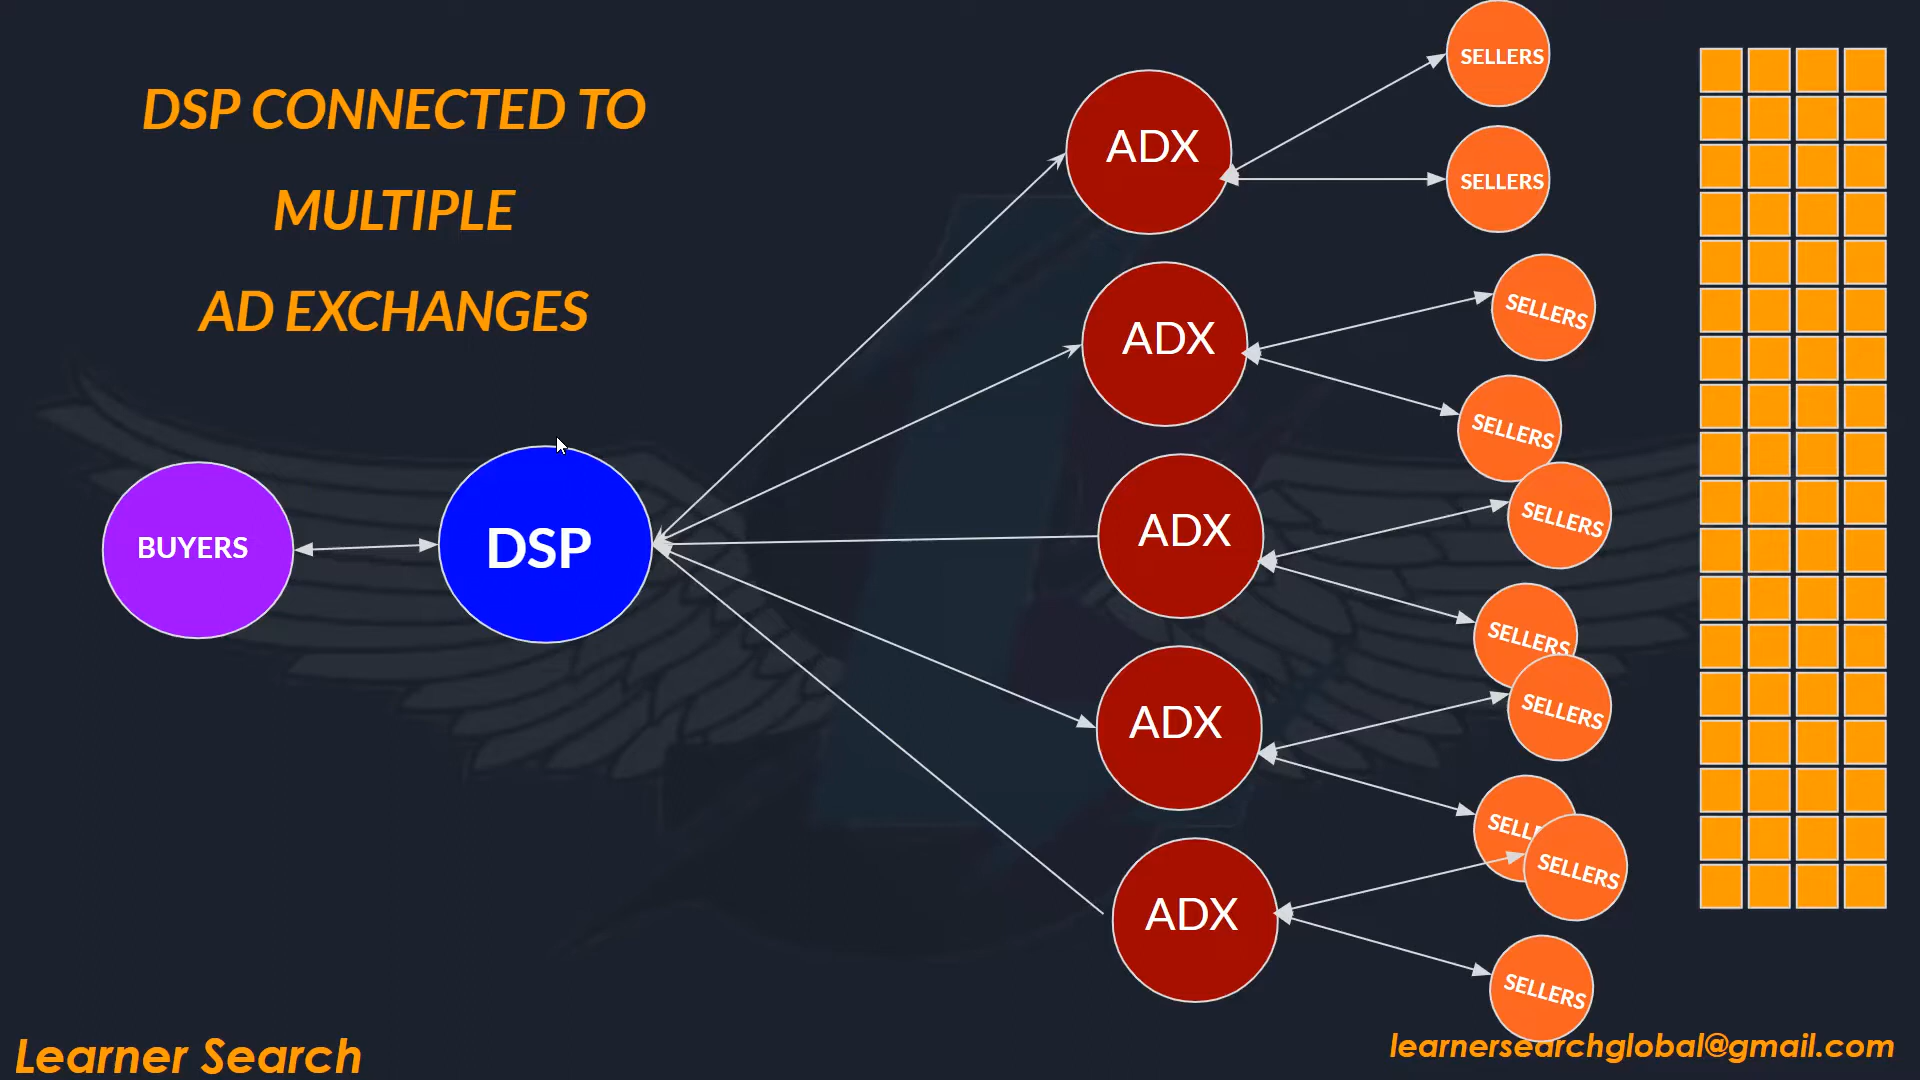 DSP CONNECTED TO
MULTIPLE
AD EXCHANGES
BUYERS
DSP
ADX
ADX
ADX
ADX
ADX
SELLERS
SELLERS
SELLERS
SELLERS
SELLERS
SELLERS
SELLERS
SELLE
SELLERS
SELLERS
Learner Search
learnersearchglobal@gmail.com